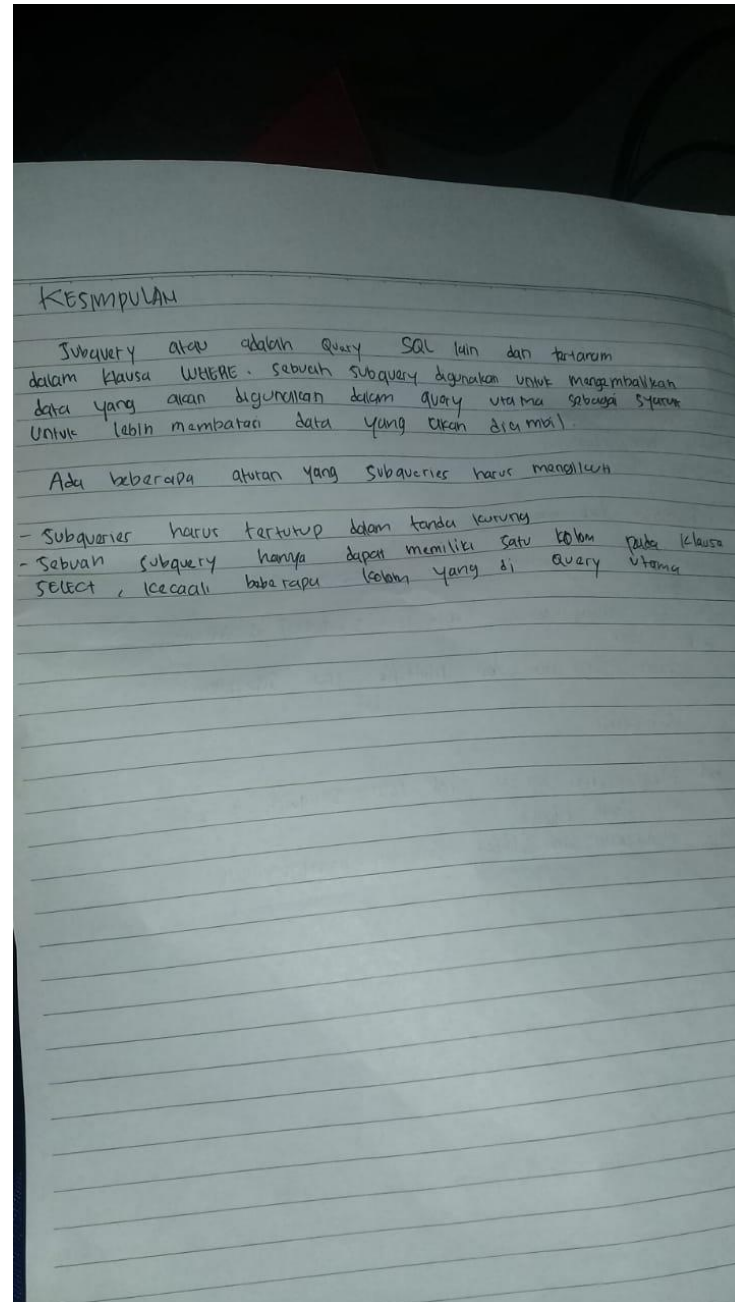 KESIMPULAN
Subquery atau adalah Query SQL lain dan tertanam
dalam klausa WHERE. sebuah subquery digunakan untuk mengembalikan
data yang akan digunakan dalam query utama sebagai syarat
untuk lebih membatasi data yang akan diambil.
Ada beberapa aturan yang subqueries harus mengikuti
- Subqueries harus tertutup dalam tanda kurung
- Sebuah subquery hanya dapat memiliki satu kolom pada klausa
SELECT, kecaali beberapa kolom yang di query utama